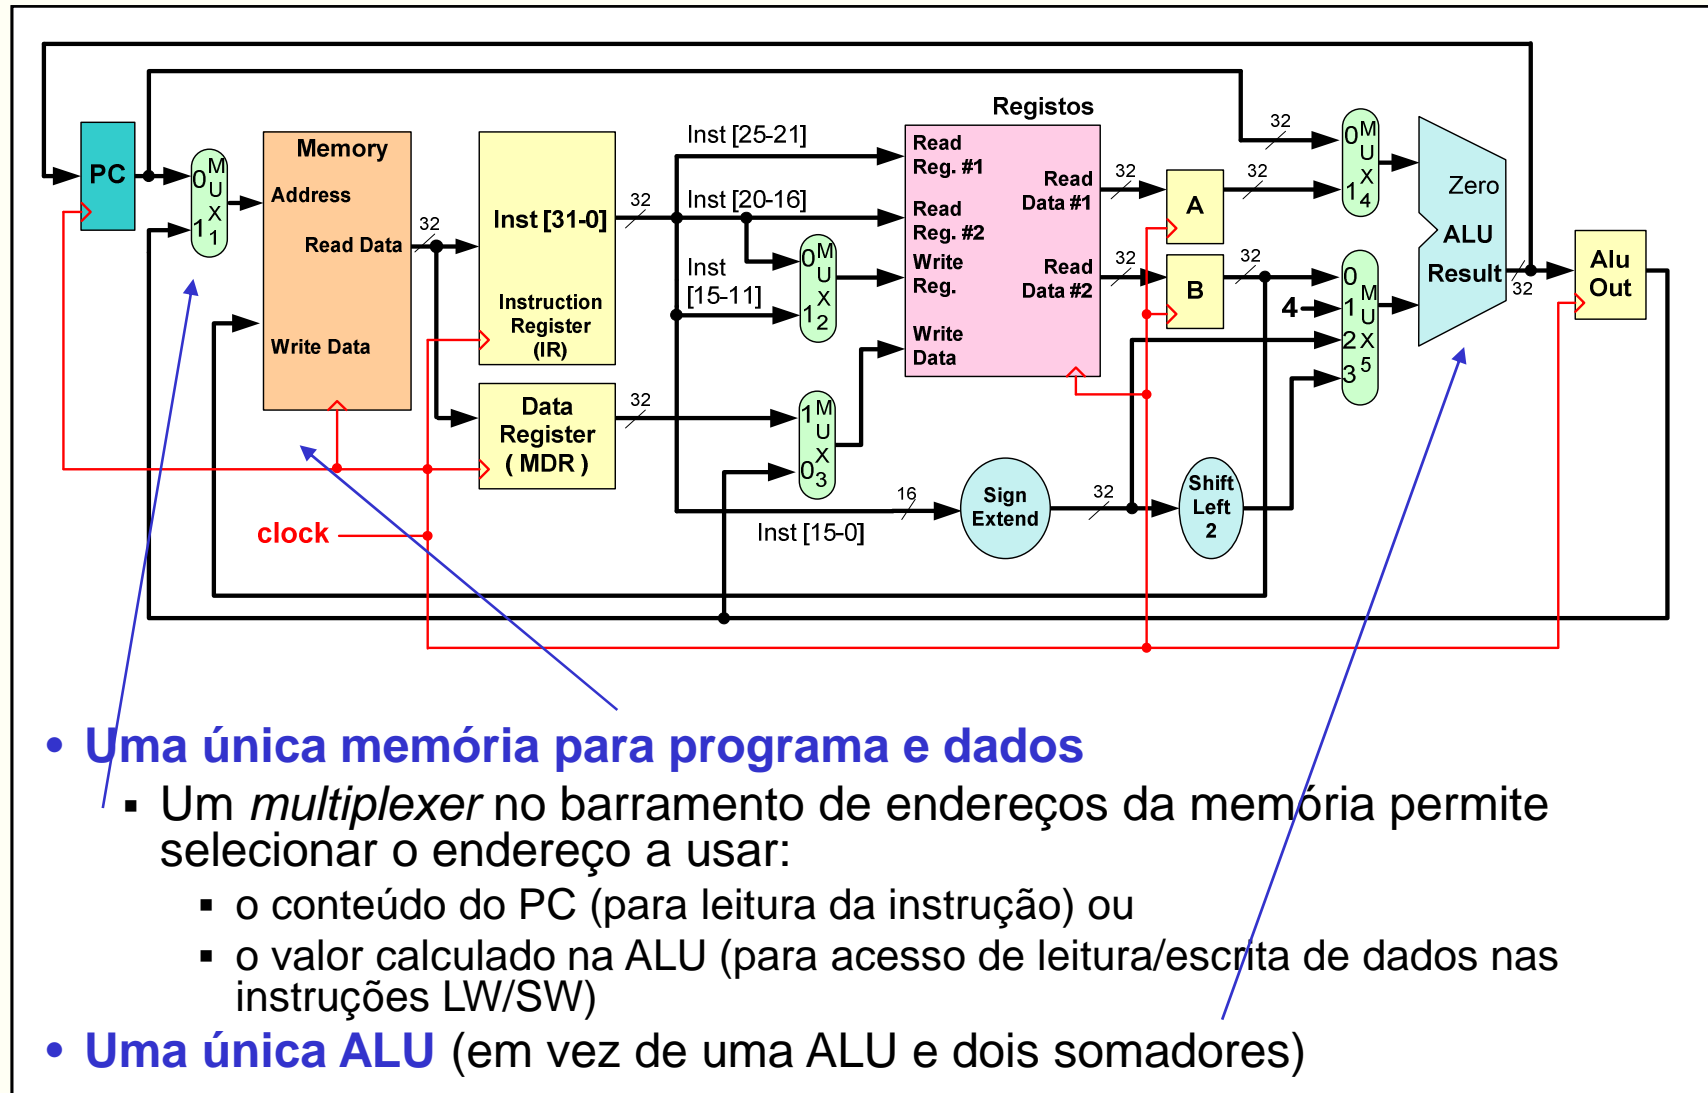 Registos
PC
0 M U X 1 1
Memory
Address
Read Data
Write Data
32
Inst [31-0]
Instruction
Register
(IR)
32
Data
Register
( MDR )
32
Inst [25-21]
Inst [20-16]
Inst
[15-11]
0 M U X 1 2
1 M U X 0 3
Inst [15-0]
16
Read
Reg. #1
Read
Reg. #2
Write
Reg.
Write
Data
Read
Data #1
Read
Data #2
32
32
A
B
32
32
Sign
Extend
32
Shift
Left
2
32
0 M U X 1 4
4
0 1 M U 2 X 3 5
Zero
ALU
Result
32
Alu
Out
clock
• Uma única memória para programa e dados
▪ Um multiplexer no barramento de endereços da memória permite
selecionar o endereço a usar:
▪ o conteúdo do PC (para leitura da instrução) ou
▪ o valor calculado na ALU (para acesso de leitura/escrita de dados nas
instruções LW/SW)
• Uma única ALU (em vez de uma ALU e dois somadores)